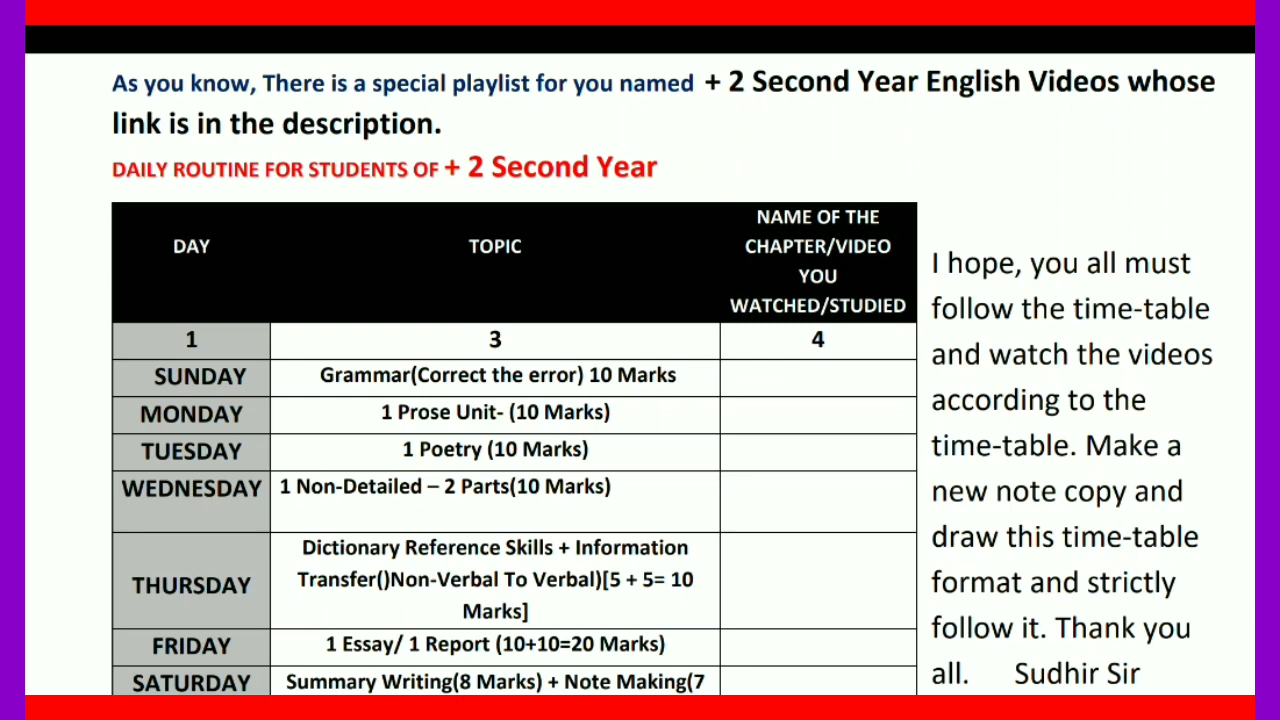 As you know, There is a special playlist for you named + 2 Second Year English Videos whose
link is in the description.
DAILY ROUTINE FOR STUDENTS OF + 2 Second Year
DAY TOPIC NAME OF THE
CHAPTER/VIDEO
YOU
WATCHED/STUDIED
1 3 4
SUNDAY Grammar(Correct the error) 10 Marks
MONDAY 1 Prose Unit- (10 Marks)
TUESDAY 1 Poetry (10 Marks)
WEDNESDAY 1 Non-Detailed – 2 Parts(10 Marks)
THURSDAY Dictionary Reference Skills + Information
Transfer()Non-Verbal To Verbal)[5 + 5= 10
Marks]
FRIDAY 1 Essay/ 1 Report (10+10=20 Marks)
SATURDAY Summary Writing(8 Marks) + Note Making(7
I hope, you all must
follow the time-table
and watch the videos
according to the
time-table. Make a
new note copy and
draw this time-table
format and strictly
follow it. Thank you
all. Sudhir Sir